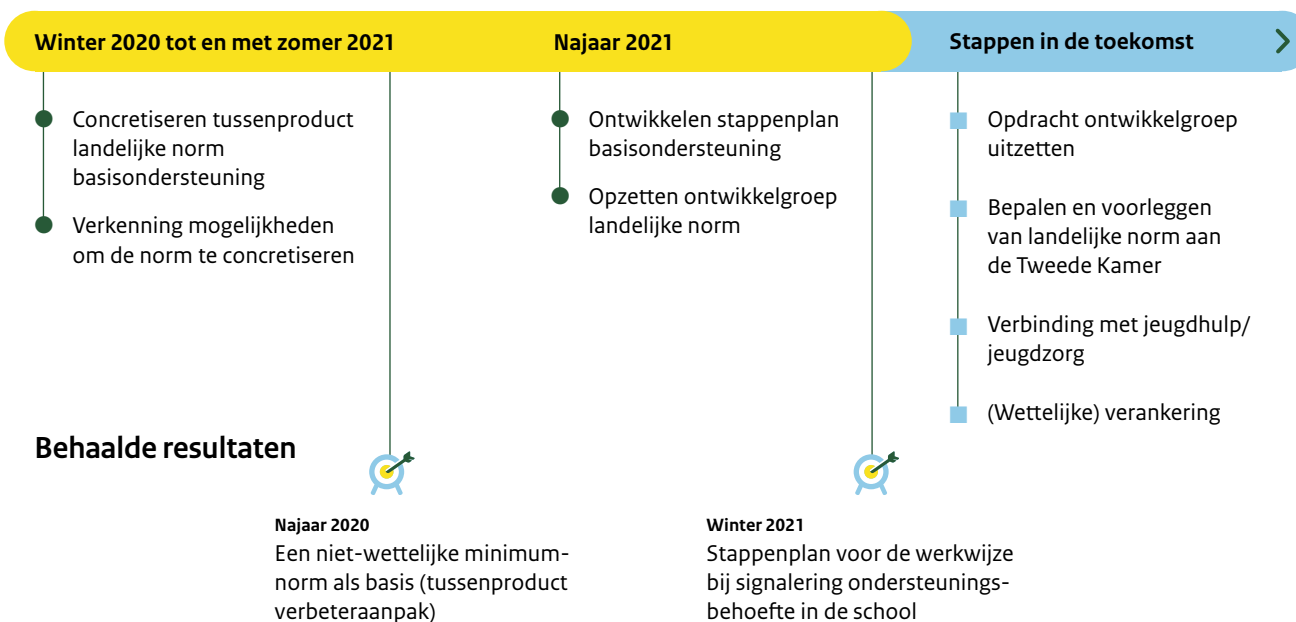 Winter 2020 tot en met zomer 2021
Najaar 2021
Stappen in de toekomst
Concretiseren tussenproduct
landelijke norm
basisondersteuning
Verkenning mogelijkheden
om de norm te concretiseren
Ontwikkelen stappenplan
basisondersteuning
Opzetten ontwikkelgroep
landelijke norm
Opdracht ontwikkelgroep
uitzetten
Bepalen en voorleggen
van landelijke norm aan
de Tweede Kamer
Verbinding met jeugdhulp/
jeugdzorg
(Wettelijke) verankering
Behaalde resultaten
Najaar 2020
Een niet-wettelijke minimum-
norm als basis (tussenproduct
verbeteraanpak)
Winter 2021
Stappenplan voor de werkwijze
bij signalering ondersteunings-
behoefte in de school